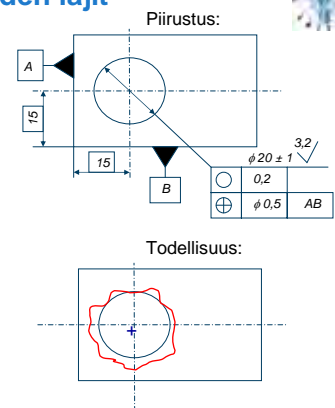 den lajit
Piirustus:
A
15
15
B
3,2
ϕ 20 ± 1
0,2
ϕ 0,5 AB
Todellisuus: